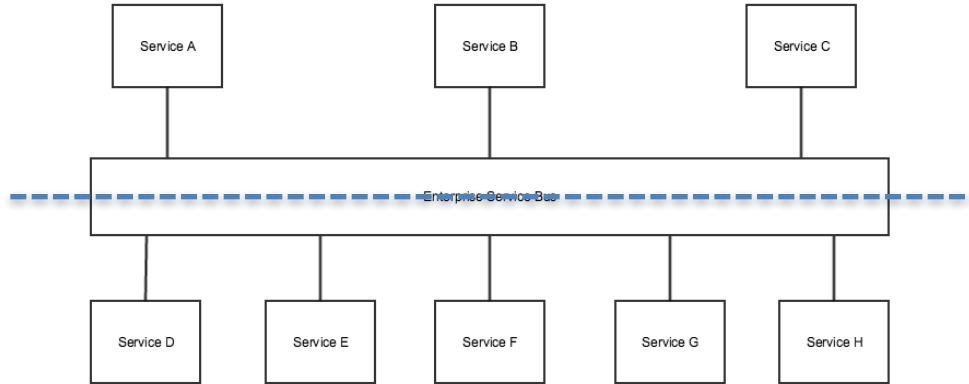 Service A
Service B
Service C
Enterprise Service Bus
Service D
Service E
Service F
Service G
Service H